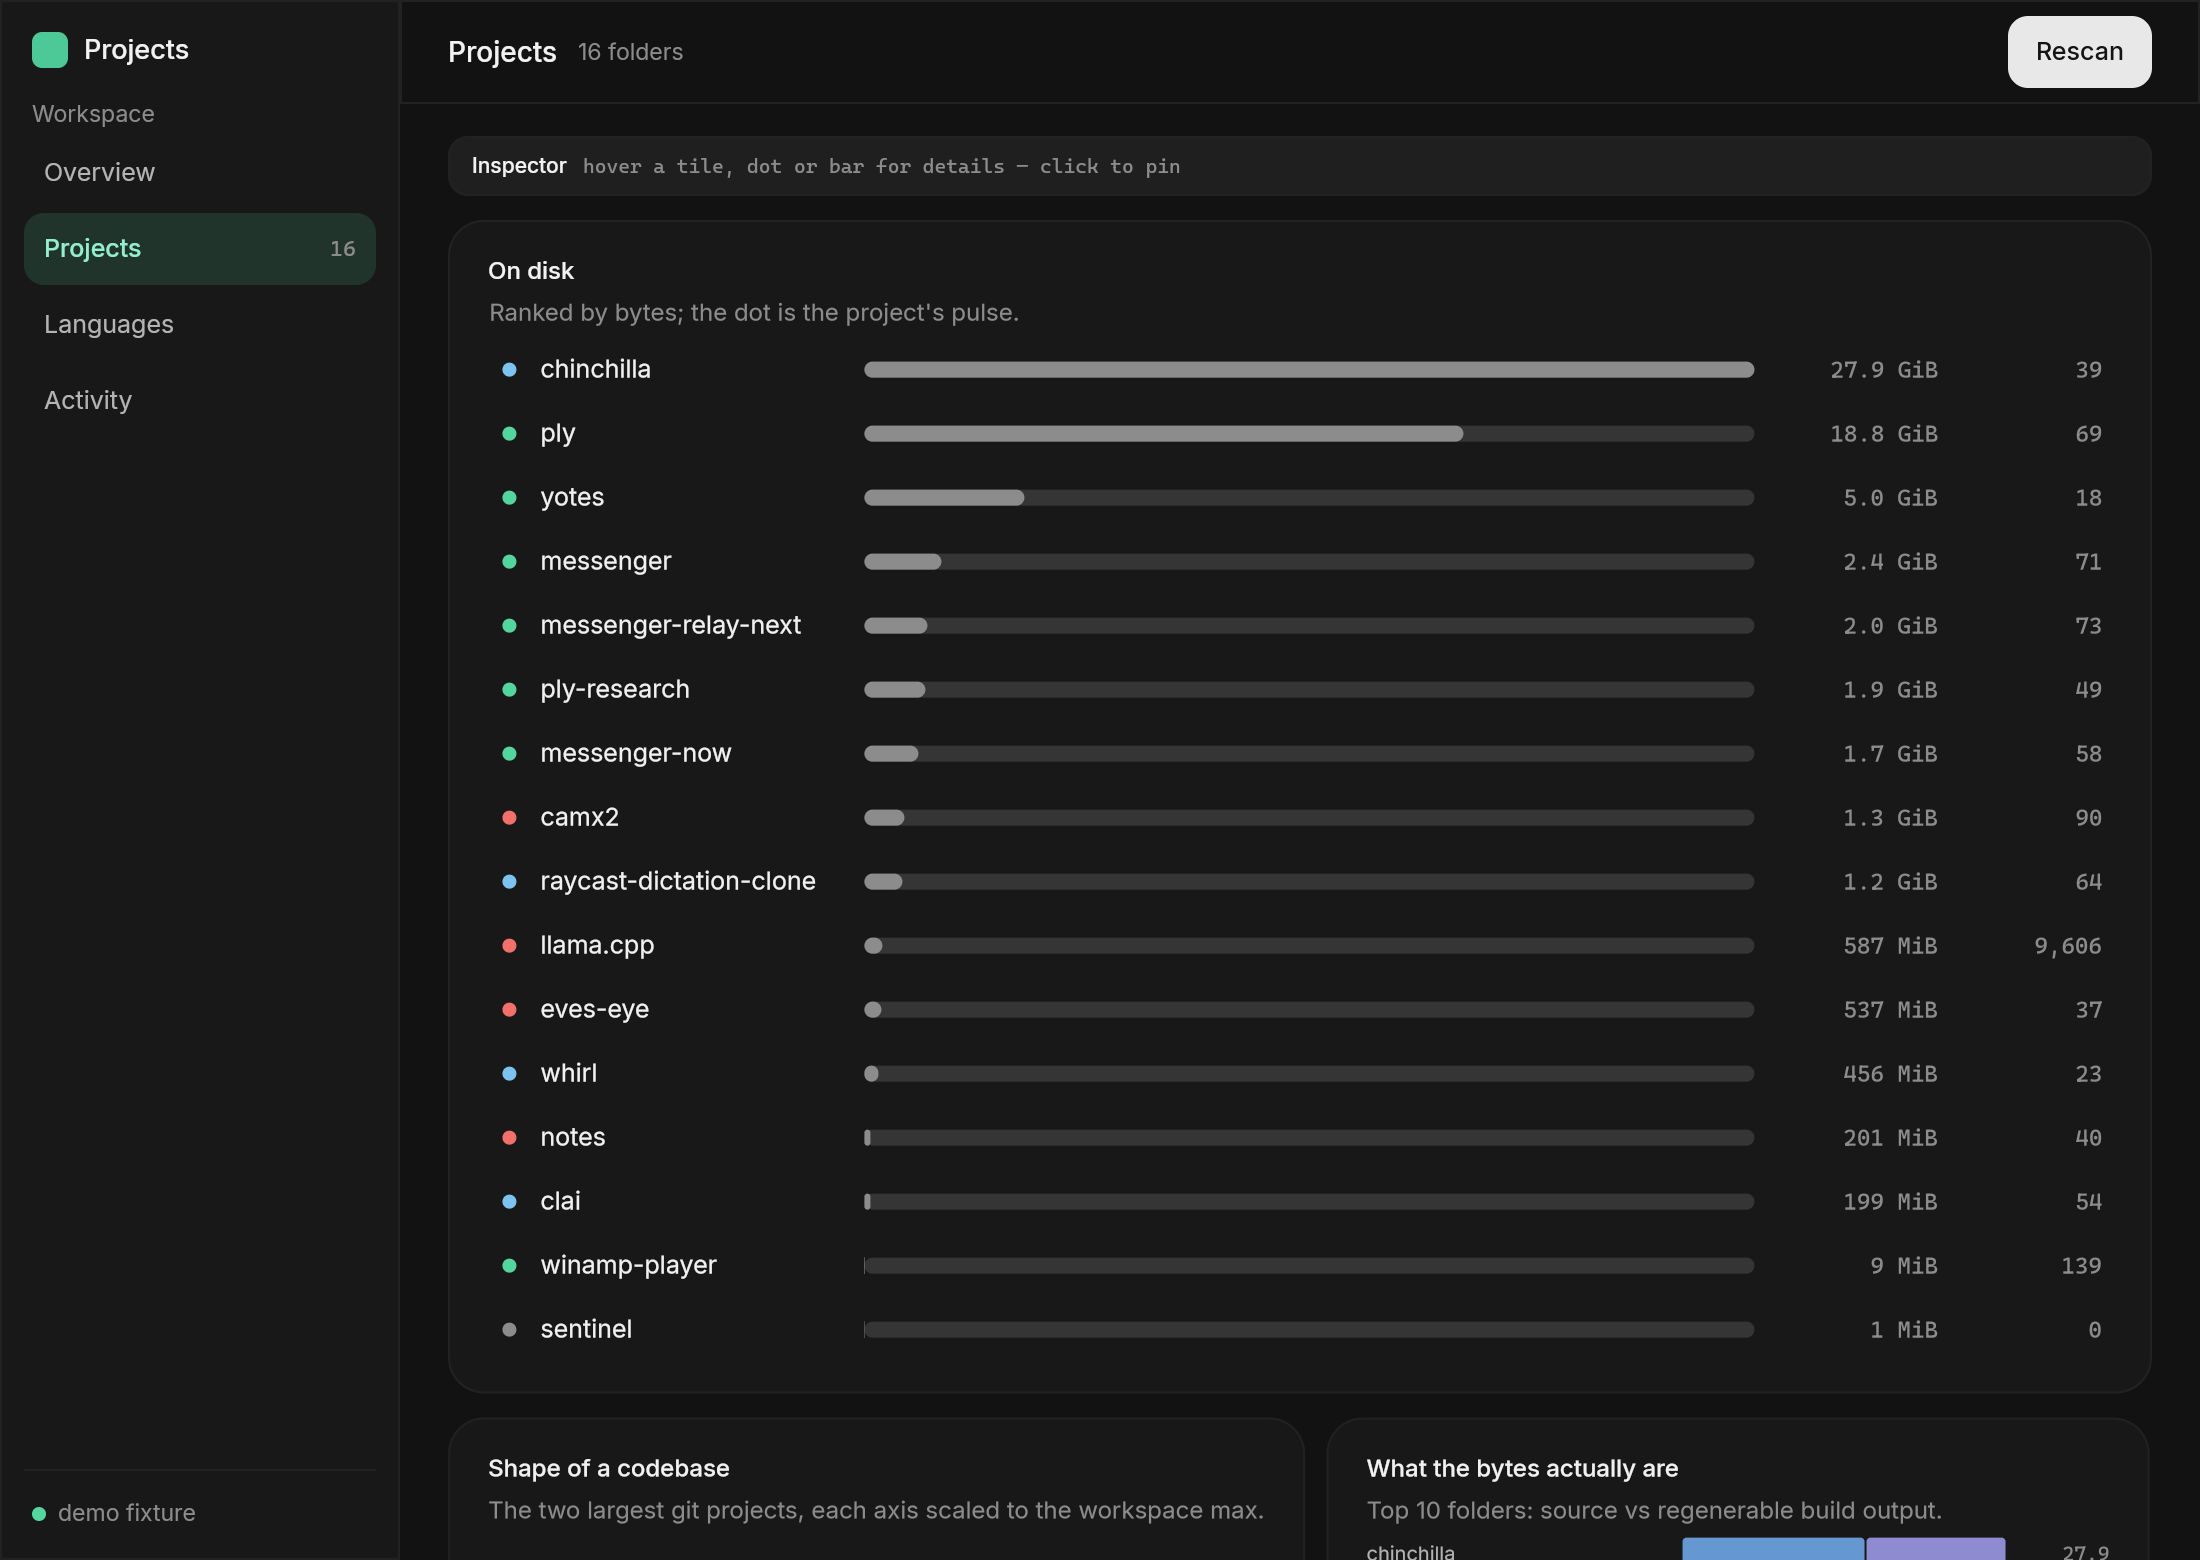 Projects
Workspace
Overview
Projects 16
Languages
Activity
demo fixture
Projects 16 folders
Rescan
Inspector hover a tile, dot or bar for details — click to pin
On disk
Ranked by bytes; the dot is the project's pulse.
chinchilla 27.9 GiB 39
ply 18.8 GiB 69
yotes 5.0 GiB 18
messenger 2.4 GiB 71
messenger-relay-next 2.0 GiB 73
ply-research 1.9 GiB 49
messenger-now 1.7 GiB 58
camx2 1.3 GiB 90
raycast-dictation-clone 1.2 GiB 64
llama.cpp 587 MiB 9,606
eves-eye 537 MiB 37
whirl 456 MiB 23
notes 201 MiB 40
clai 199 MiB 54
winamp-player 9 MiB 139
sentinel 1 MiB 0
Shape of a codebase
The two largest git projects, each axis scaled to the workspace max.
What the bytes actually are
Top 10 folders: source vs regenerable build output.
chinchilla 27.9